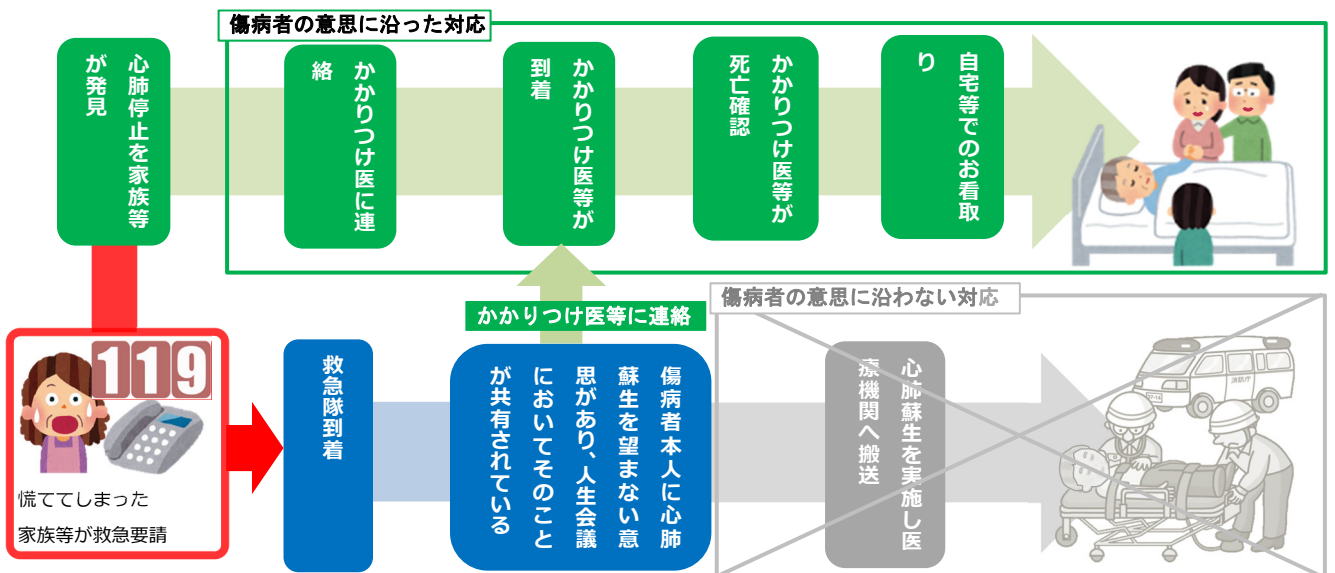 傷病者の意思に沿った対応
心肺停止を家族等
が発見
かかりつけ医に連
絡
かかりつけ医等が
到着
かかりつけ医等が
死亡確認
自宅等でのお看取
り
かかりつけ医等に連絡
傷病者の意思に沿わない対応
119
慌ててしまった
家族等が救急要請
救急隊到着
傷病者本人に心肺
蘇生を望まない意
思があり、人生会議
においてそのこと
が共有されている
心肺蘇生を実施し医
療機関へ搬送
消防庁